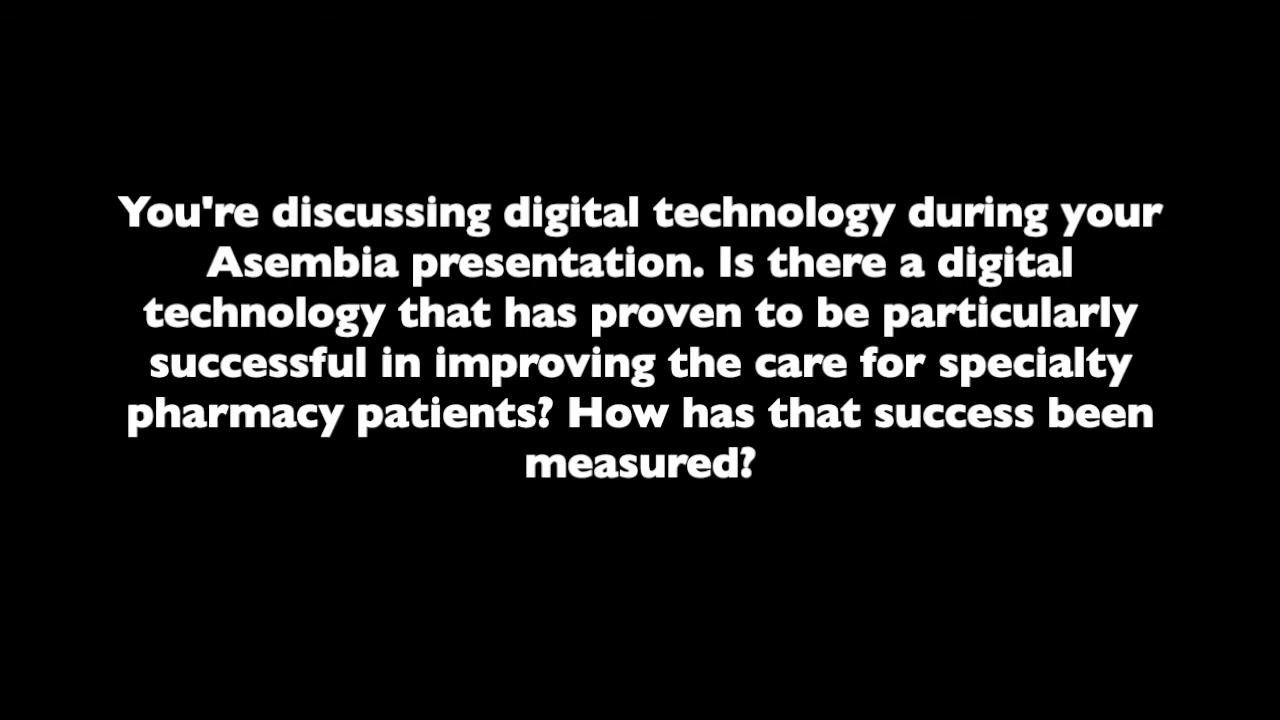 You're discussing digital technology during your
Asembia presentation. Is there a digital
technology that has proven to be particularly
successful in improving the care for specialty
pharmacy patients? How has that success been
measured?